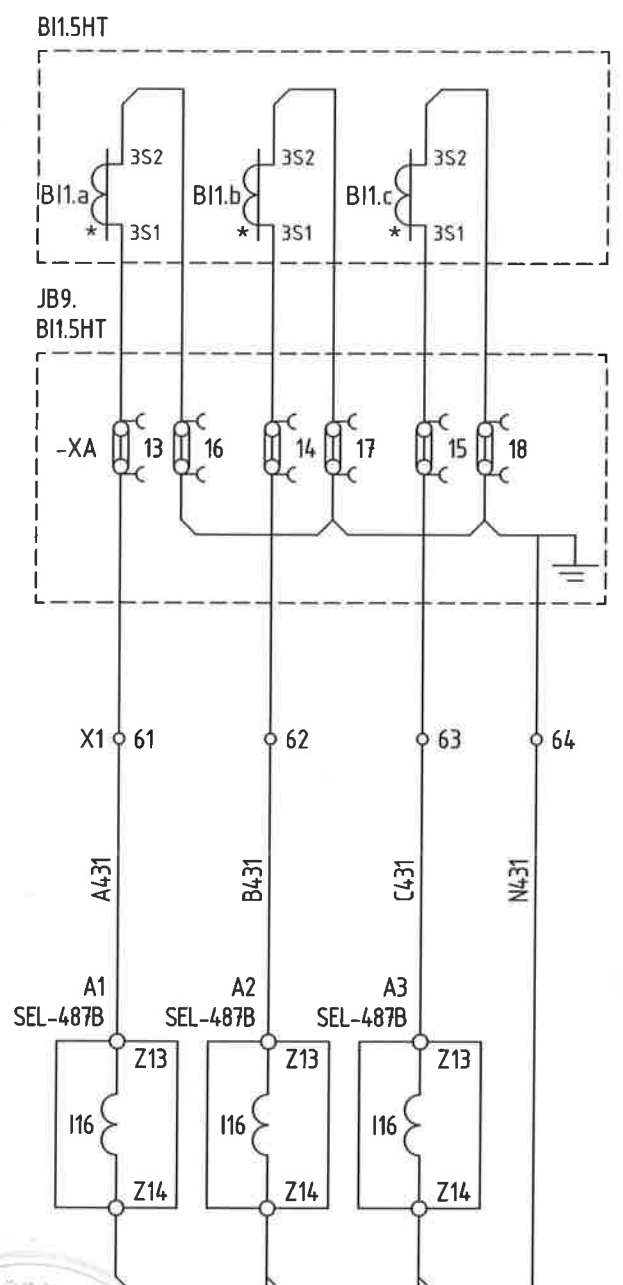 BI1.5HT
3S2 3S2 3S2
BI1.a BI1.b BI1.c
* 3S1 * 3S1 * 3S1
JB9.
BI1.5HT
-XA 13 16 14 17 15 18
X1 61 62 63 64
A431 B431 C431 N431
A1 A2 A3
SEL-487B SEL-487B SEL-487B
Z13 Z13 Z13
I16 I16 I16
Z14 Z14 Z14